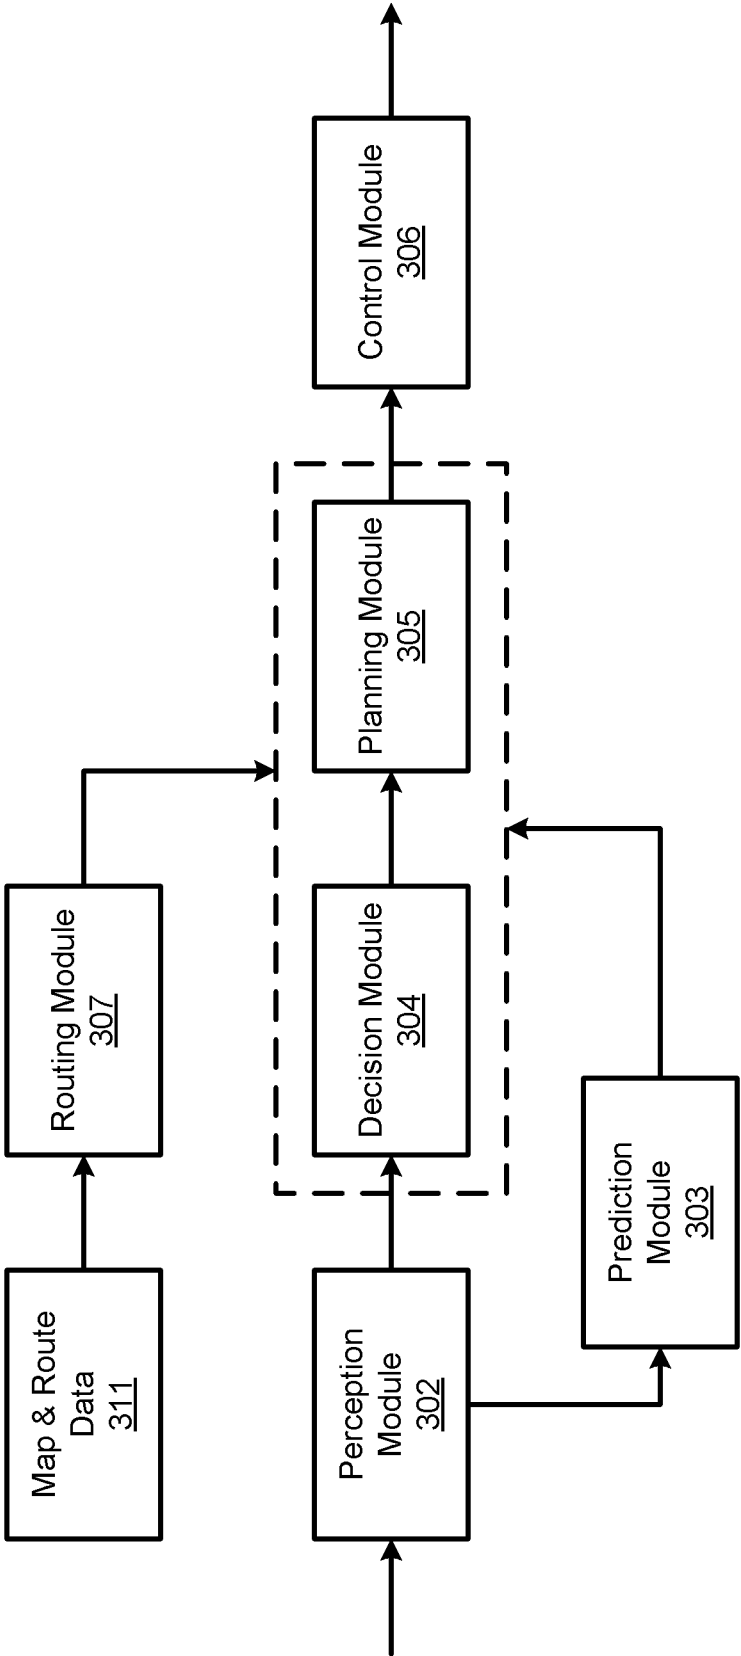 Map & Route
Data
311
Routing Module
307
Perception
Module
302
Decision Module
304
Planning Module
305
Control Module
306
Prediction
Module
303